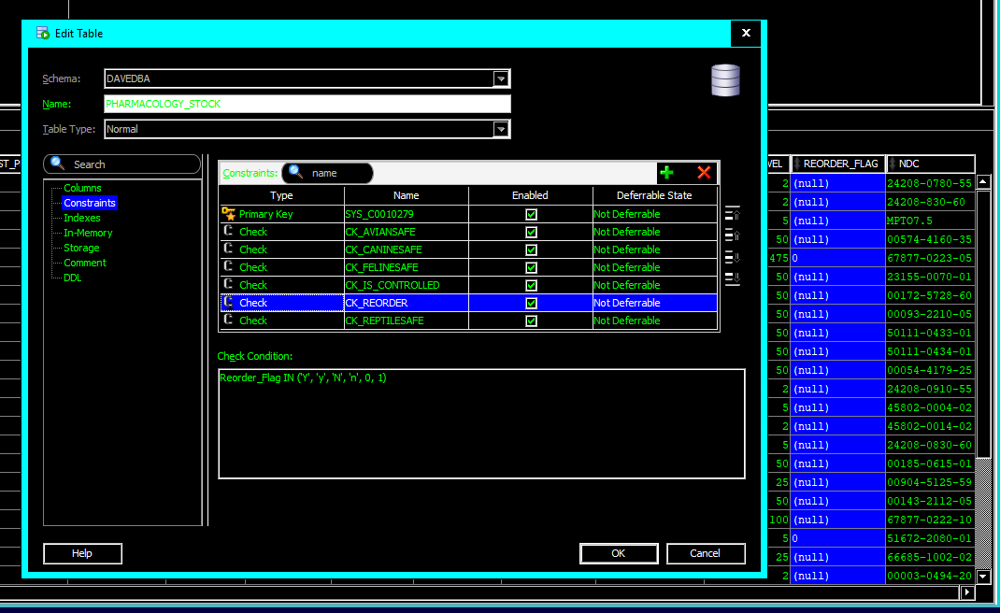 Edit Table
X
Schema: DAVEDBA
Name: PHARMACOLOGY_STOCK
Table Type: Normal
Search
Columns
Constraints
Indexes
In-Memory
Storage
Comment
DDL
Constraints: name
Type Name Enabled Deferrable State
Primary Key SYS_C0010279 Not Deferrable
Check CK_AVIANSAFE Not Deferrable
Check CK_CANINESAFE Not Deferrable
Check CK_FELINESAFE Not Deferrable
Check CK_IS_CONTROLLED Not Deferrable
Check CK_REORDER Not Deferrable
Check CK_REPTILESAFE Not Deferrable
Check Condition:
Reorder_Flag IN ('Y', 'y', 'N', 'n', 0, 1)
Help
OK Cancel
ST_P
VEL REORDER_FLAG NDC
2 (null) 24208-0780-55
2 (null) 24208-830-60
5 (null) MPTO7.5
50 (null) 00574-4160-35
475 0 67877-0223-05
50 (null) 23155-0070-01
50 (null) 00172-5728-60
50 (null) 00093-2210-05
50 (null) 50111-0433-01
50 (null) 50111-0434-01
50 (null) 00054-4179-25
2 (null) 24208-0910-55
5 (null) 45802-0004-02
2 (null) 45802-0014-02
5 (null) 24208-0830-60
50 (null) 00185-0615-01
25 (null) 00904-5125-59
50 (null) 00143-2112-05
100 (null) 67877-0222-10
5 0 51672-2080-01
25 (null) 66685-1002-02
2 (null) 00003-0494-20